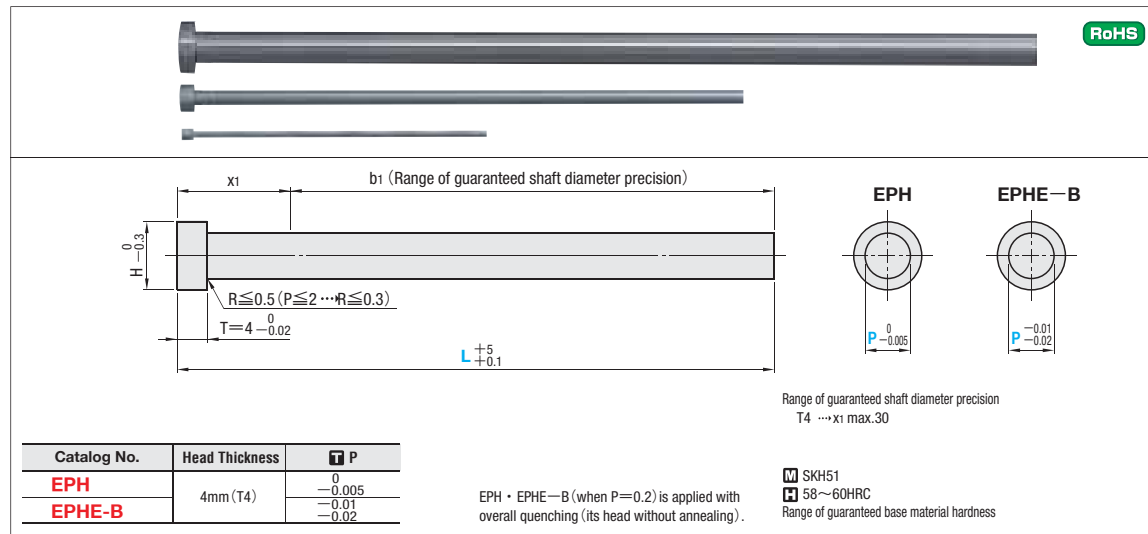 RoHS
x1
b1 (Range of guaranteed shaft diameter precision)
EPH
EPHE－B
H 0 −0.3
R≦0.5(P≦2 ···· R≦0.3)
T＝4 0 −0.02
L +5 +0.1
P 0 −0.005
P −0.01 −0.02
Range of guaranteed shaft diameter precision
T4 ···· x1 max.30
Catalog No. Head Thickness T P
EPH 4mm(T4) 0 −0.005
EPHE-B −0.01 −0.02
EPH・EPHE－B(when P=0.2) is applied with
overall quenching(its head without annealing).
M SKH51
H 58～60HRC
Range of guaranteed base material hardness